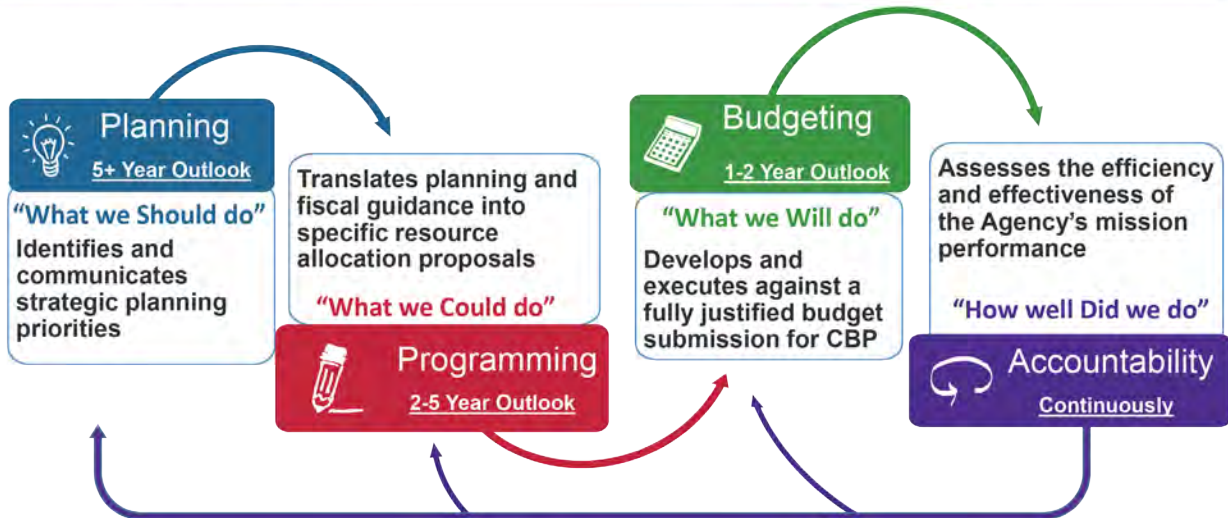 Planning
5+ Year Outlook
“What we Should do”
Identifies and
communicates
strategic planning
priorities
Translates planning and
fiscal guidance into
specific resource
allocation proposals
“What we Could do”
Programming
2-5 Year Outlook
Budgeting
1-2 Year Outlook
“What we Will do”
Develops and
executes against a
fully justified budget
submission for CBP
Assesses the efficiency
and effectiveness of
the Agency’s mission
performance
“How well Did we do”
Accountability
Continuously